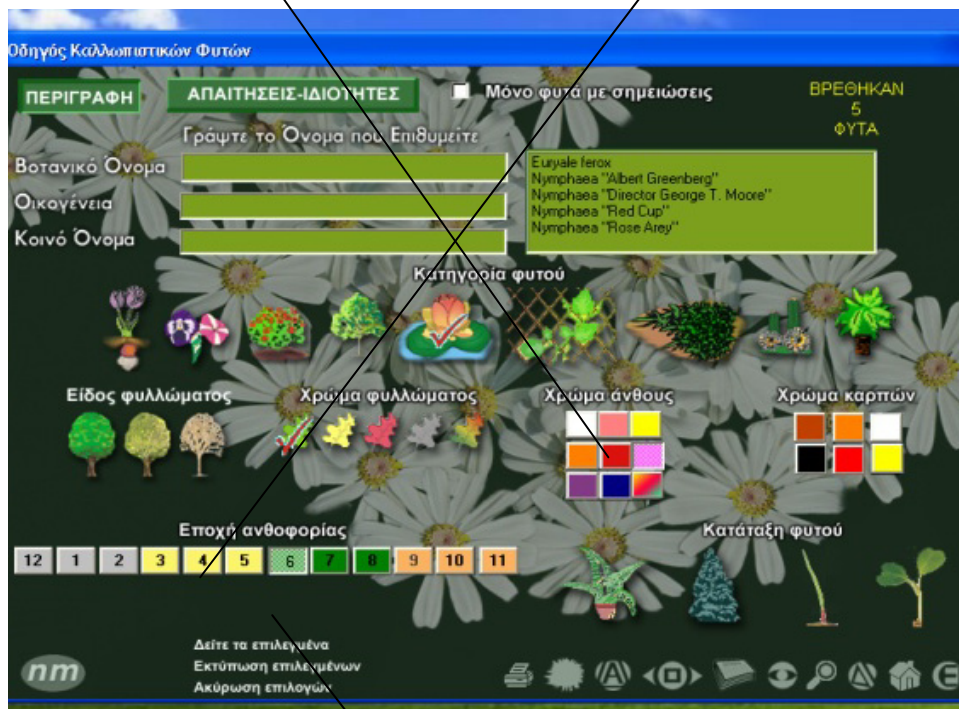 Οδηγός Καλλωπιστικών Φυτών
ΠΕΡΙΓΡΑΦΗ
ΑΠΑΙΤΗΣΕΙΣ-ΙΔΙΟΤΗΤΕΣ
Μόνο φυτά με σημειώσεις
ΒΡΕΘΗΚΑΝ
5
ΦΥΤΑ
Γράψτε το Όνομα που Επιθυμείτε
Βοτανικό Όνομα
Οικογένεια
Κοινό Όνομα
Euryale ferox
Nymphaea "Albert Greenberg"
Nymphaea "Director George T. Moore"
Nymphaea "Red Cup"
Nymphaea "Rose Arey"
Κατηγορία φυτού
Είδος φυλλώματος
Χρώμα φυλλώματος
Χρώμα άνθους
Χρώμα καρπών
Εποχή ανθοφορίας
12 1 2 3 4 5 6 7 8 9 10 11
Κατάταξη φυτού
Δείτε τα επιλεγμένα
Εκτύπωση επιλεγμένων
Ακύρωση επιλογών
nm